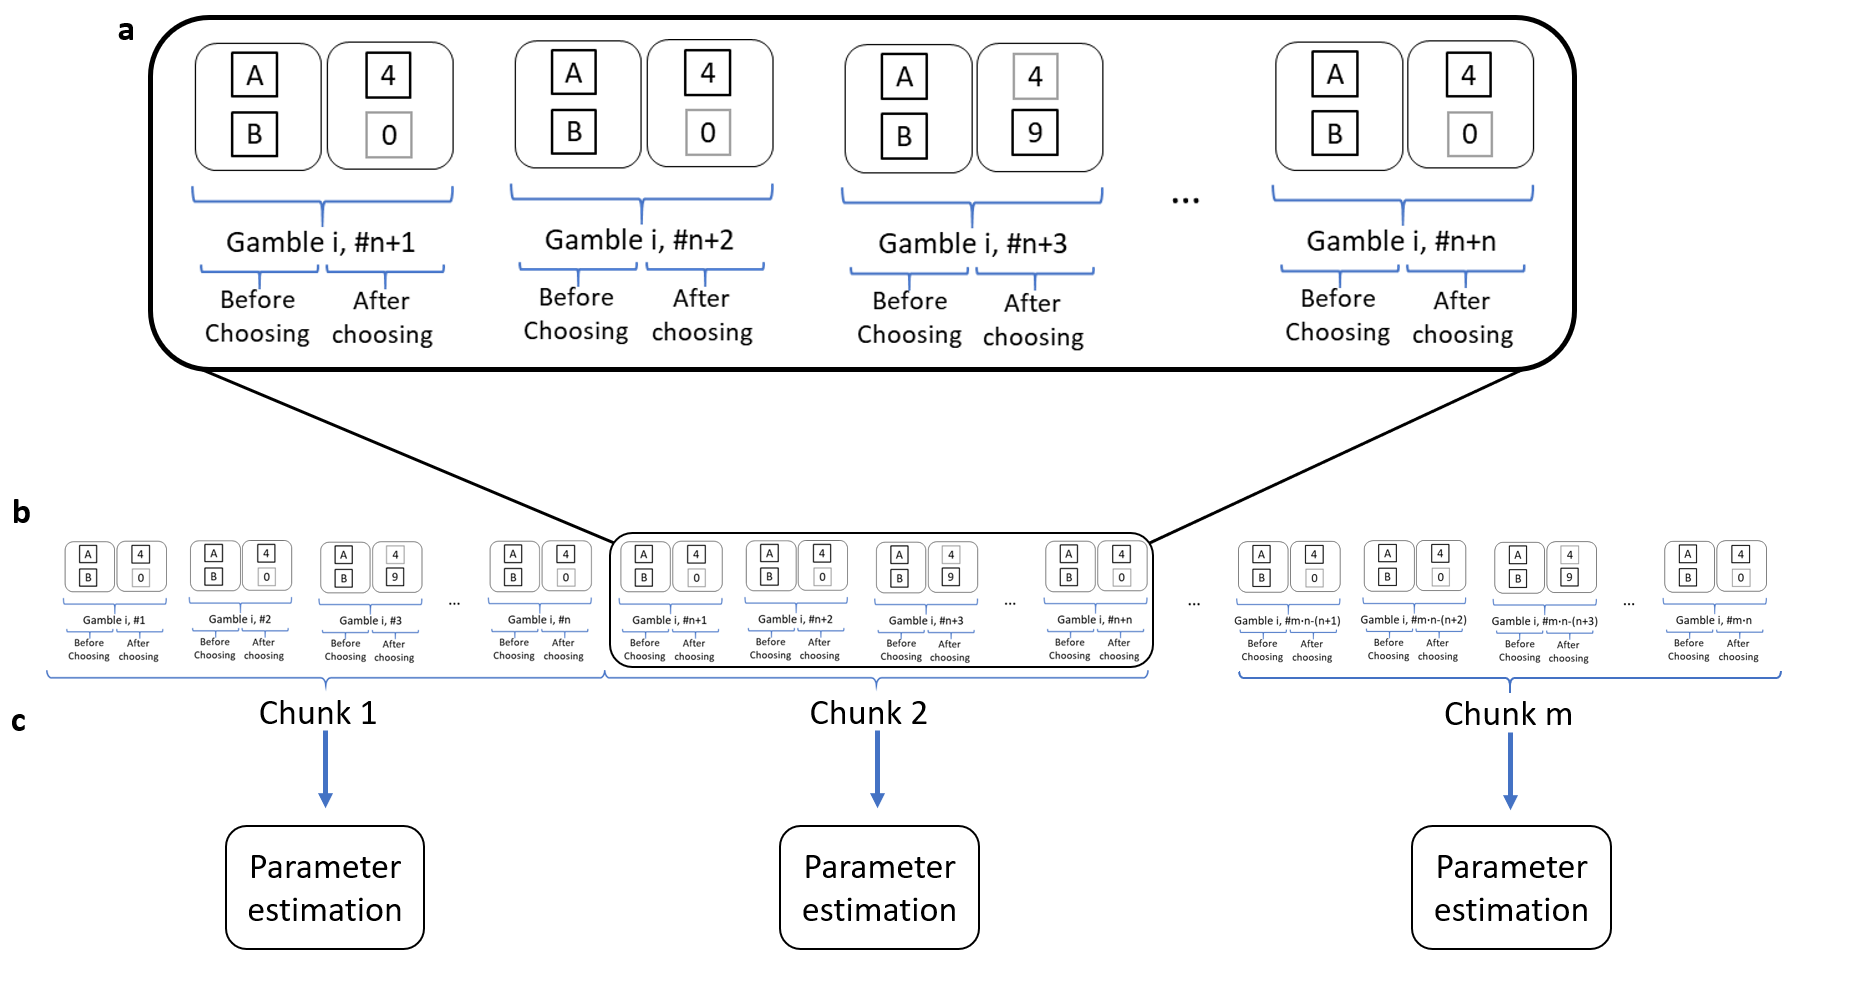 a
A 4 A 4 A 4 A 4
B 0 B 0 B 9 ... B 0
Gamble i, #n+1 Gamble i, #n+2 Gamble i, #n+3 Gamble i, #n+n
Before After Before After Before After Before After
Choosing choosing Choosing choosing Choosing choosing Choosing choosing
b
A 4 A 4 A 4 A 4 A 4 A 4 A 4 A 4 A 4 A 4 A 4 A 4
B 0 B 0 B 9 B 0 B 0 B 0 B 9 B 0 B 0 B 0 B 9 B 0
... ... ... ...
Gamble i, #1 Gamble i, #2 Gamble i, #3 Gamble i, #n Gamble i, #n+1 Gamble i, #n+2 Gamble i, #n+3 Gamble i, #n+n Gamble i, #m·n-(n+1) Gamble i, #m·n-(n+2) Gamble i, #m·n-(n+3) Gamble i, #m·n
Before After Before After Before After Before After Before After Before After Before After Before After Before After Before After Before After Before After
Choosing choosing Choosing choosing Choosing choosing Choosing choosing Choosing choosing Choosing choosing Choosing choosing Choosing choosing Choosing choosing Choosing choosing Choosing choosing Choosing choosing
c
Chunk 1 Chunk 2 Chunk m
Parameter Parameter Parameter
estimation estimation estimation